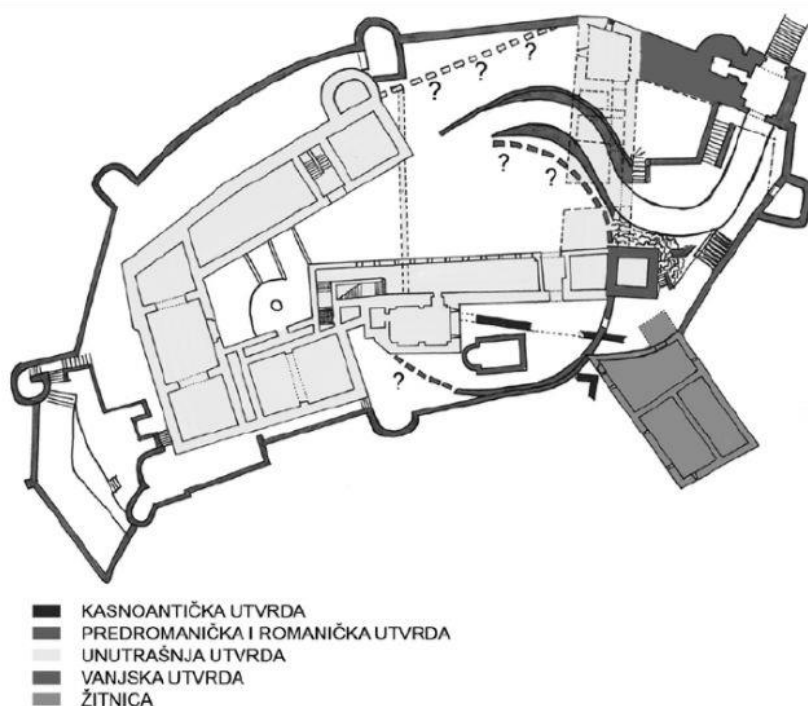 ?
?
?
?
?
?
?
KASNOANTIČKA UTVRDA
PREDROMANIČKA I ROMANIČKA UTVRDA
UNUTRAŠNJA UTVRDA
VANJSKA UTVRDA
ŽITNICA